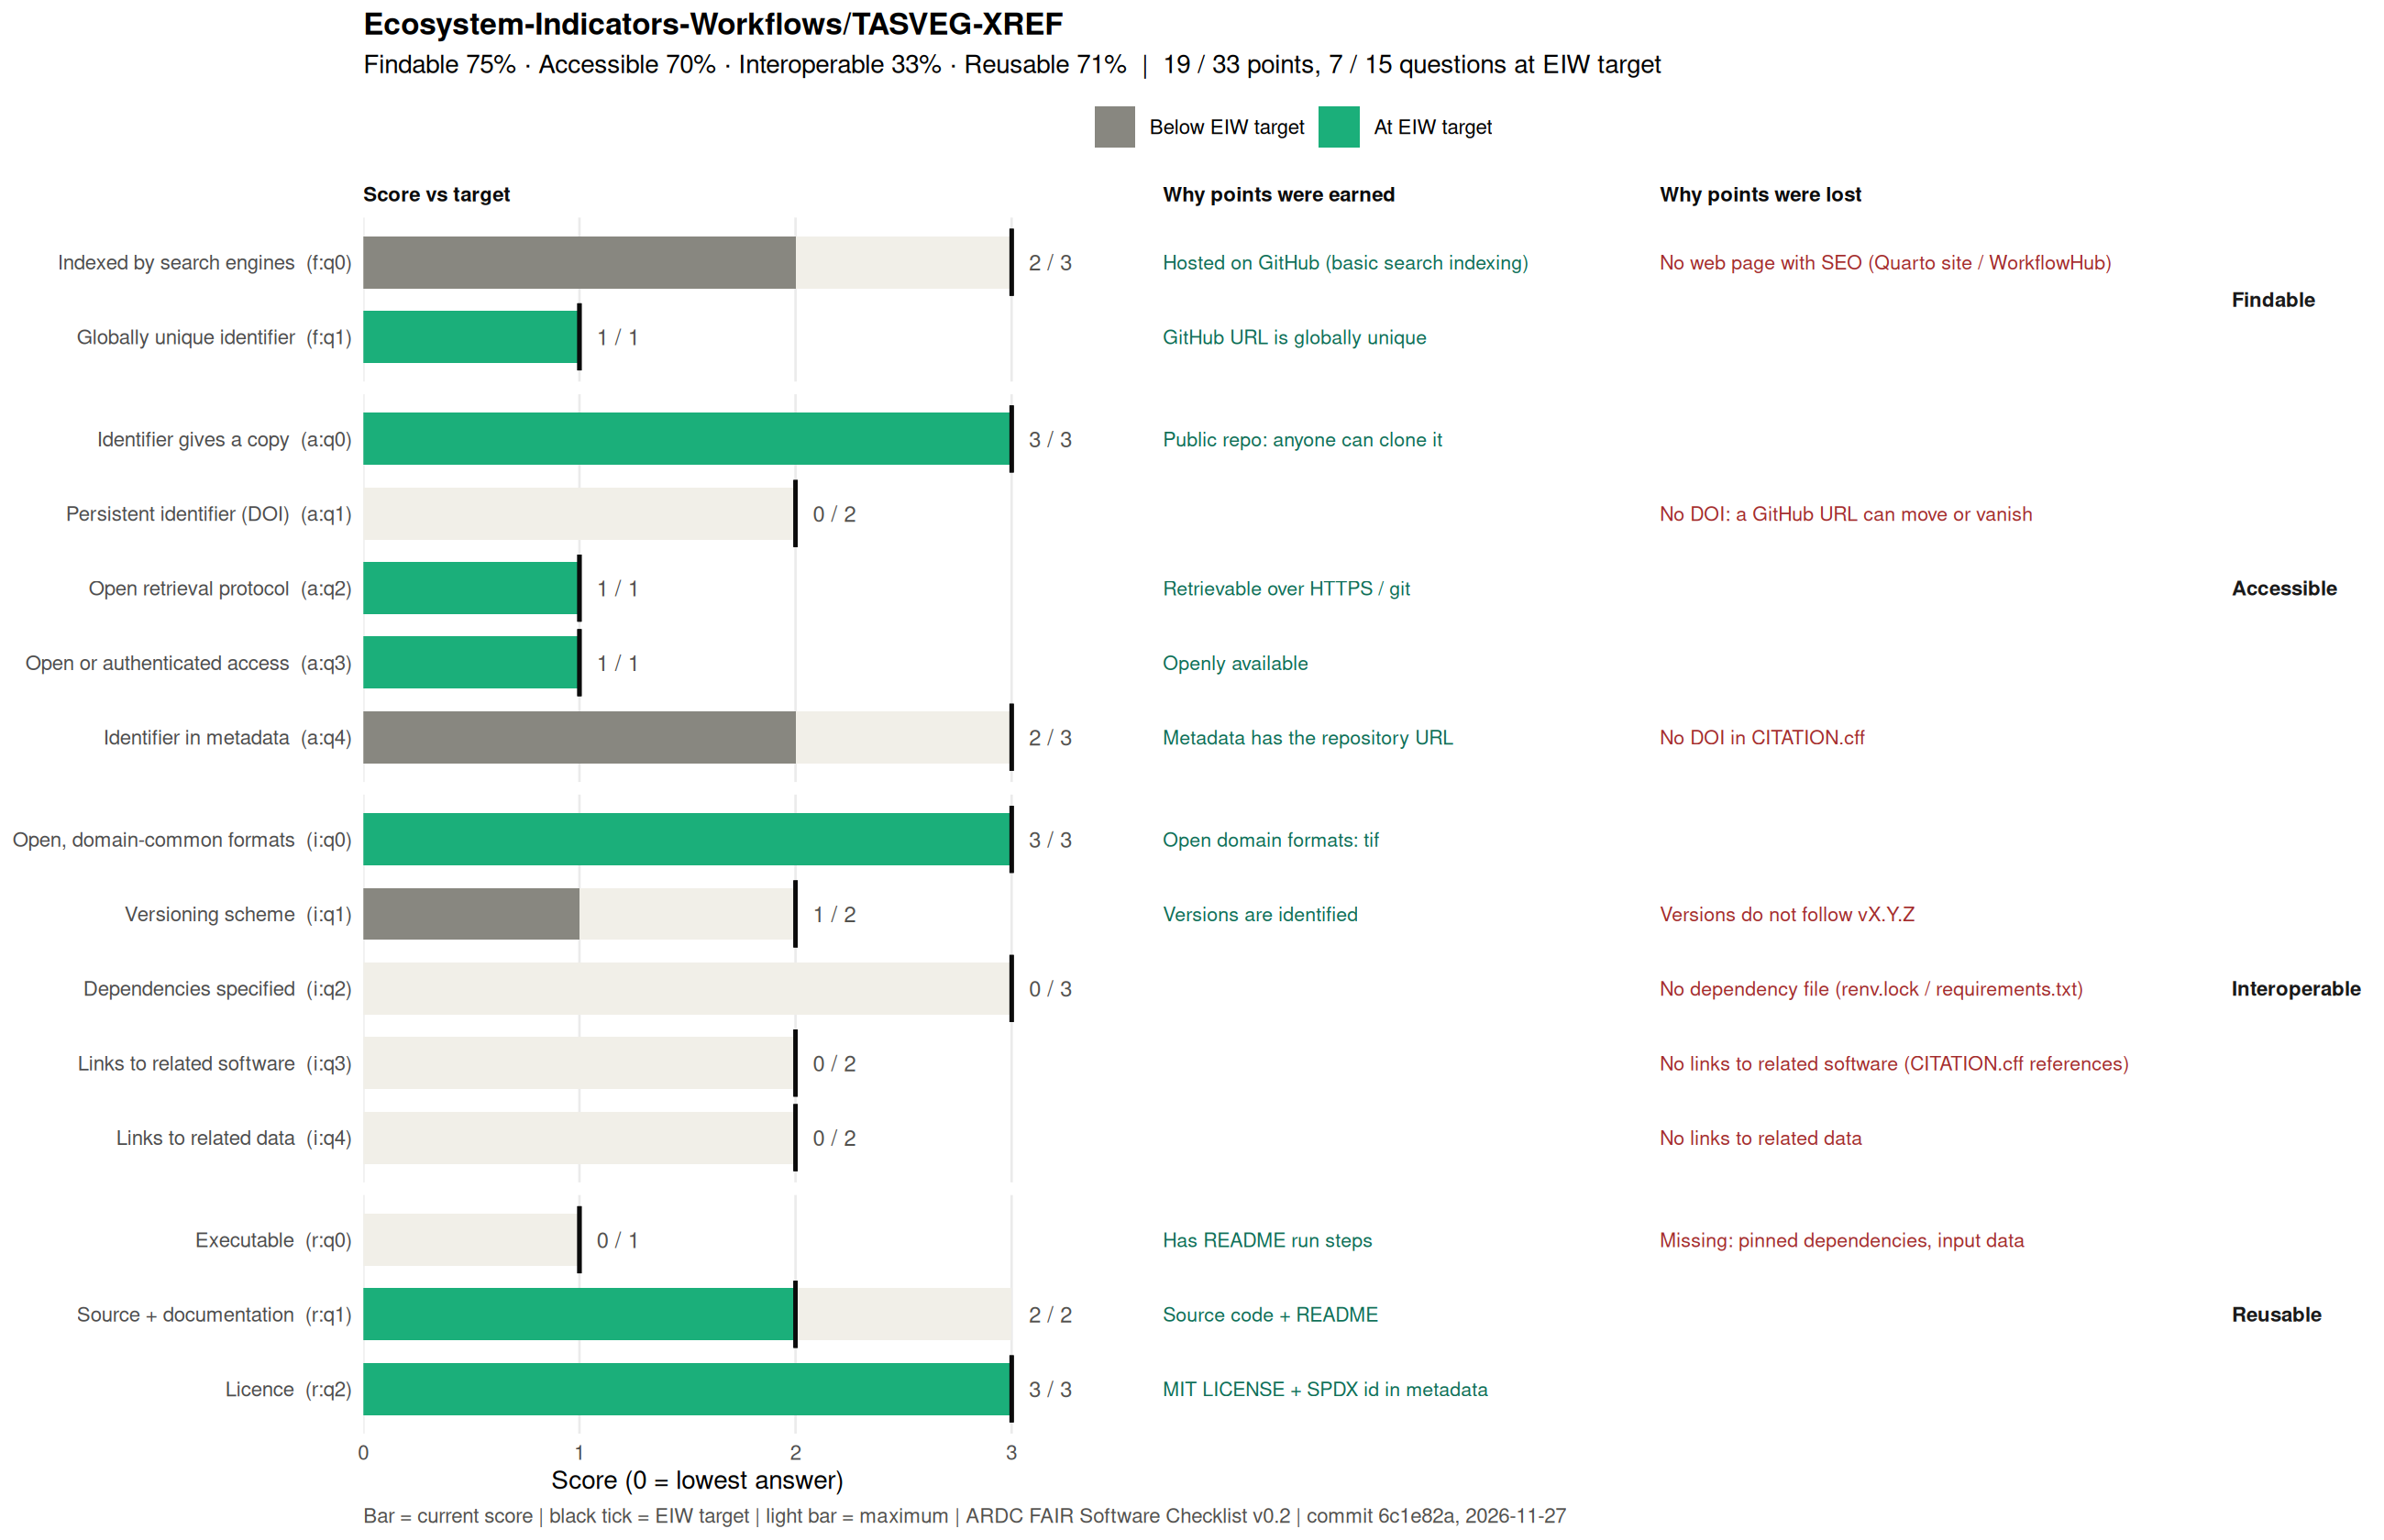 Ecosystem-Indicators-Workflows/TASVEG-XREF
Findable 75% · Accessible 70% · Interoperable 33% · Reusable 71% | 19 / 33 points, 7 / 15 questions at EIW target
Below EIW target At EIW target
Score vs target Why points were earned Why points were lost
Indexed by search engines (f:q0) 2 / 3 Hosted on GitHub (basic search indexing) No web page with SEO (Quarto site / WorkflowHub)
Findable
Globally unique identifier (f:q1) 1 / 1 GitHub URL is globally unique
Identifier gives a copy (a:q0) 3 / 3 Public repo: anyone can clone it
Persistent identifier (DOI) (a:q1) 0 / 2 No DOI: a GitHub URL can move or vanish
Open retrieval protocol (a:q2) 1 / 1 Retrievable over HTTPS / git Accessible
Open or authenticated access (a:q3) 1 / 1 Openly available
Identifier in metadata (a:q4) 2 / 3 Metadata has the repository URL No DOI in CITATION.cff
Open, domain-common formats (i:q0) 3 / 3 Open domain formats: tif
Versioning scheme (i:q1) 1 / 2 Versions are identified Versions do not follow vX.Y.Z
Dependencies specified (i:q2) 0 / 3 No dependency file (renv.lock / requirements.txt) Interoperable
Links to related software (i:q3) 0 / 2 No links to related software (CITATION.cff references)
Links to related data (i:q4) 0 / 2 No links to related data
Executable (r:q0) 0 / 1 Has README run steps Missing: pinned dependencies, input data
Source + documentation (r:q1) 2 / 2 Source code + README Reusable
Licence (r:q2) 3 / 3 MIT LICENSE + SPDX id in metadata
0 1 2 3
Score (0 = lowest answer)
Bar = current score | black tick = EIW target | light bar = maximum | ARDC FAIR Software Checklist v0.2 | commit 6c1e82a, 2026-11-27